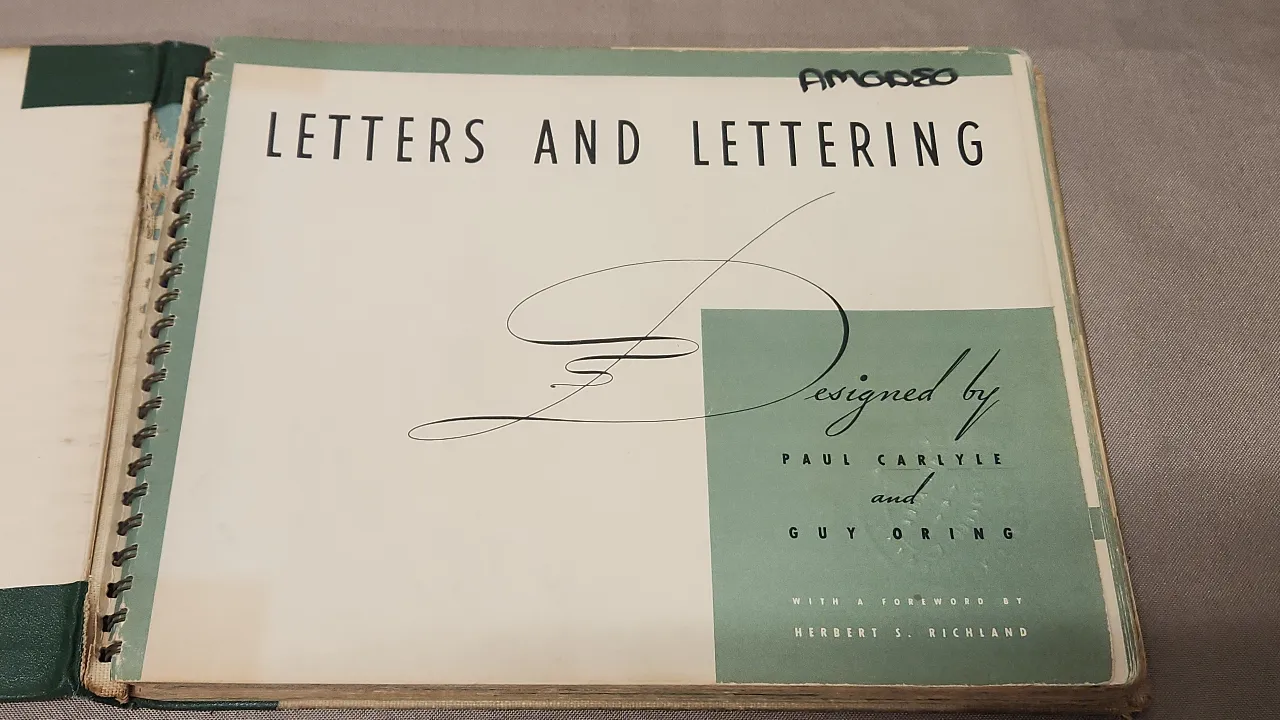 AMODEO
LETTERS AND LETTERING
Designed by
PAUL CARLYLE
and
GUY ORING
WITH A FOREWORD BY
HERBERT S. RICHLAND